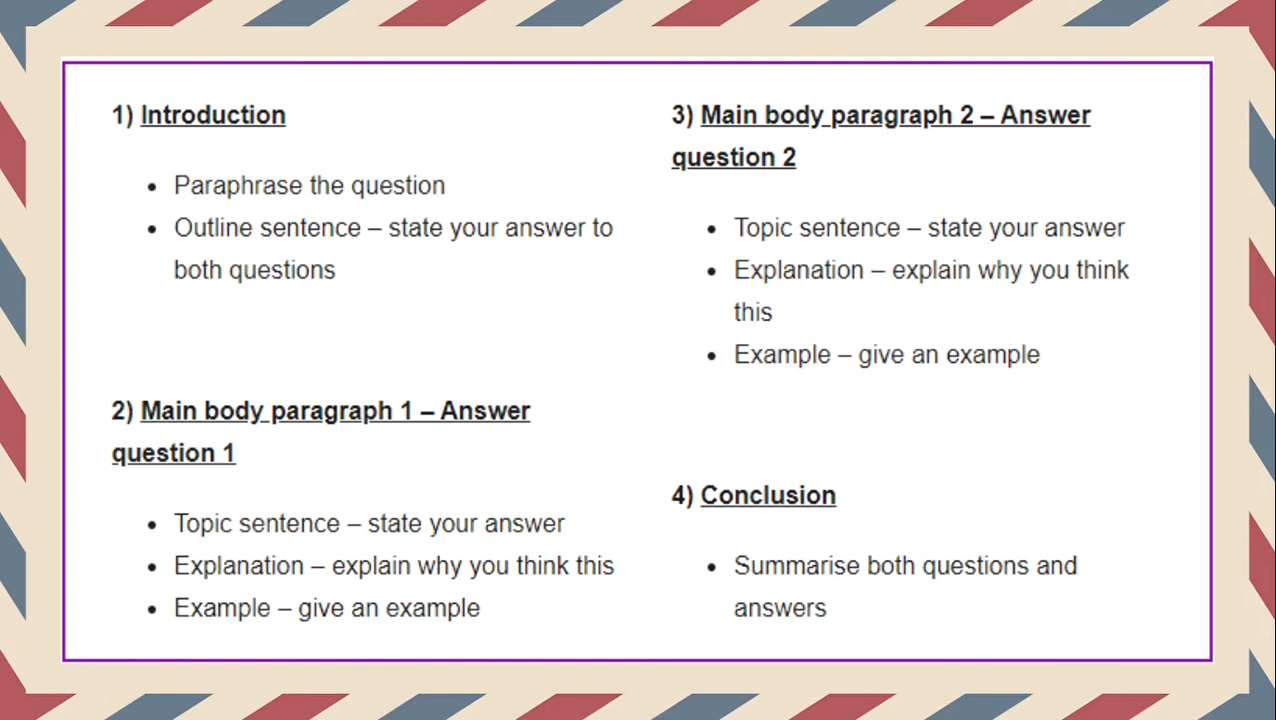 1) Introduction
• Paraphrase the question
• Outline sentence – state your answer to
both questions
2) Main body paragraph 1 – Answer
question 1
• Topic sentence – state your answer
• Explanation – explain why you think this
• Example – give an example
3) Main body paragraph 2 – Answer
question 2
• Topic sentence – state your answer
• Explanation – explain why you think
this
• Example – give an example
4) Conclusion
• Summarise both questions and
answers